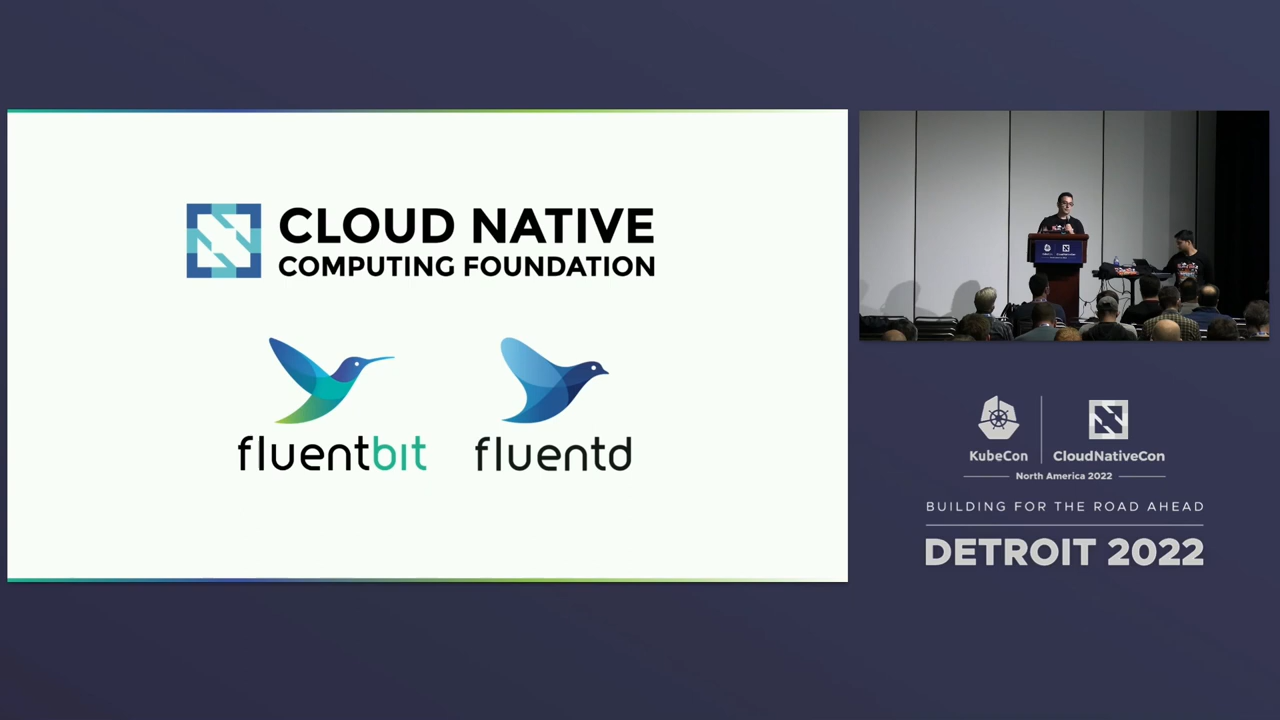 CLOUD NATIVE
COMPUTING FOUNDATION
fluentbit
fluentd
KubeCon
CloudNativeCon
North America 2022
BUILDING FOR THE ROAD AHEAD
DETROIT 2022